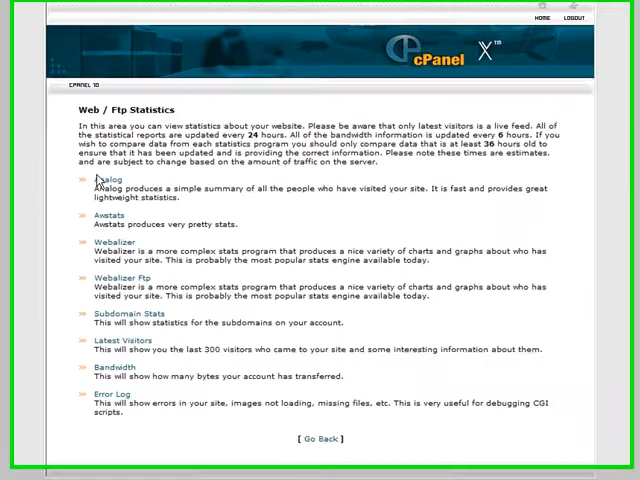 HOME LOGOUT
cPanel X™
CPANEL 10
Web / Ftp Statistics
In this area you can view statistics about your website. Please be aware that only latest visitors is a live feed. All of
the statistical reports are updated every 24 hours. All of the bandwidth information is updated every 6 hours. If you
wish to compare data from each statistics program you should only compare data that is at least 36 hours old to
ensure that it has been updated and is providing the correct information. Please note these times are estimates,
and are subject to change based on the amount of traffic on the server.
Analog
Analog produces a simple summary of all the people who have visited your site. It is fast and provides great
lightweight statistics.
Awstats
Awstats produces very pretty stats.
Webalizer
Webalizer is a more complex stats program that produces a nice variety of charts and graphs about who has
visited your site. This is probably the most popular stats engine available today.
Webalizer Ftp
Webalizer is a more complex stats program that produces a nice variety of charts and graphs about who has
visited your site. This is probably the most popular stats engine available today.
Subdomain Stats
This will show statistics for the subdomains on your account.
Latest Visitors
This will show you the last 300 visitors who came to your site and some interesting information about them.
Bandwidth
This will show how many bytes your account has transferred.
Error Log
This will show errors in your site, images not loading, missing files, etc. This is very useful for debugging CGI
scripts.
[ Go Back ]